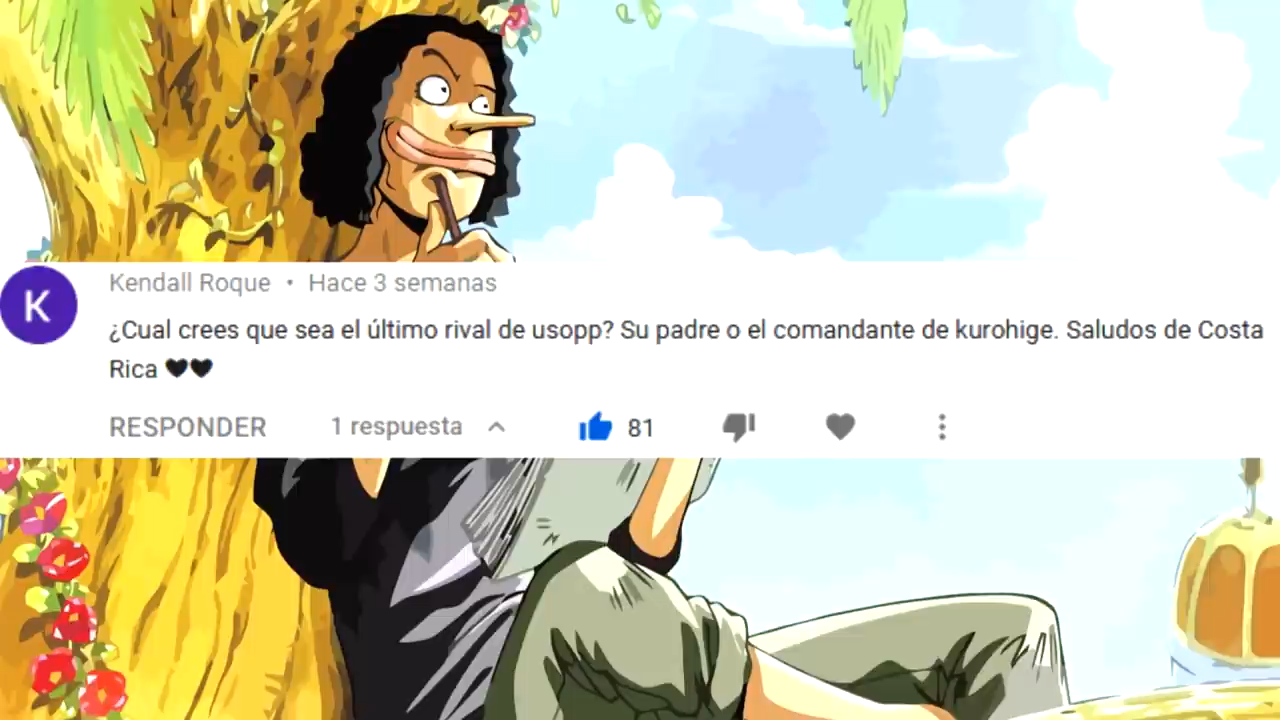 K
Kendall Roque • Hace 3 semanas
¿Cual crees que sea el último rival de usopp? Su padre o el comandante de kurohige. Saludos de Costa
Rica 🖤🖤
RESPONDER 1 respuesta 81